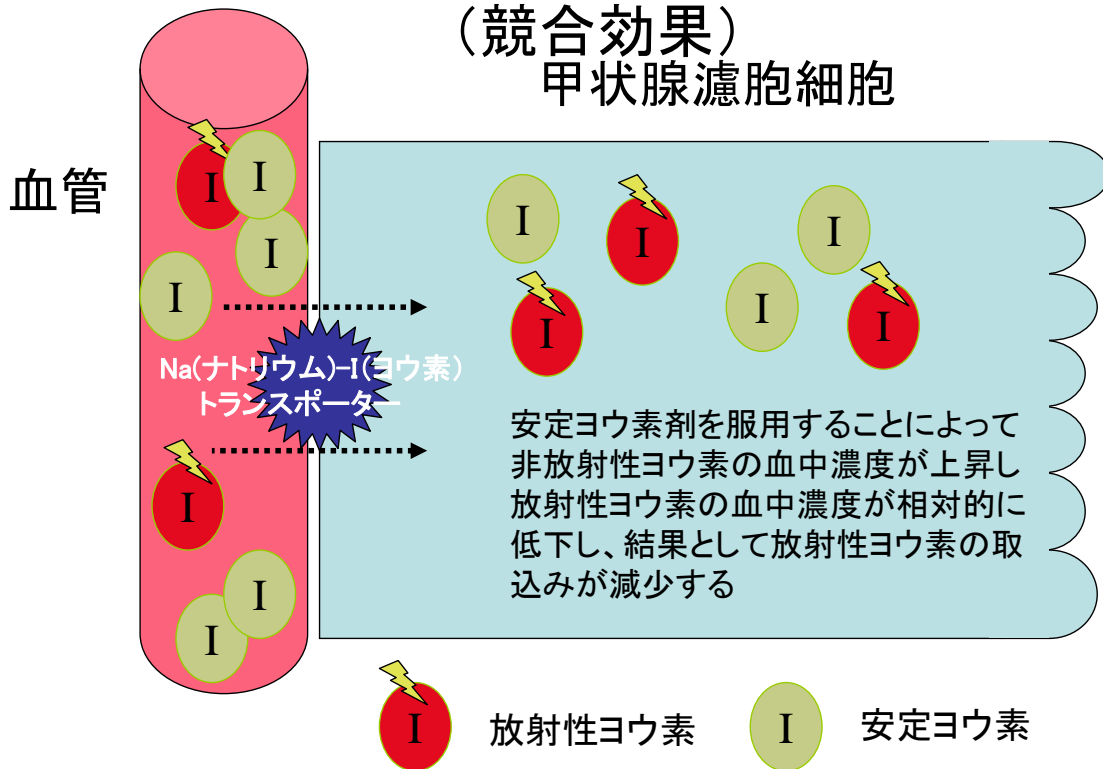 (競合効果)
甲状腺濾胞細胞
血管
I
I
I
I
I
I
I
I
I
I
I
I
Na(ナトリウム)-I(ヨウ素)
トランスポーター
安定ヨウ素剤を服用することによって
非放射性ヨウ素の血中濃度が上昇し
放射性ヨウ素の血中濃度が相対的に
低下し、結果として放射性ヨウ素の取
込みが減少する
I
I
I
I 放射性ヨウ素
I 安定ヨウ素